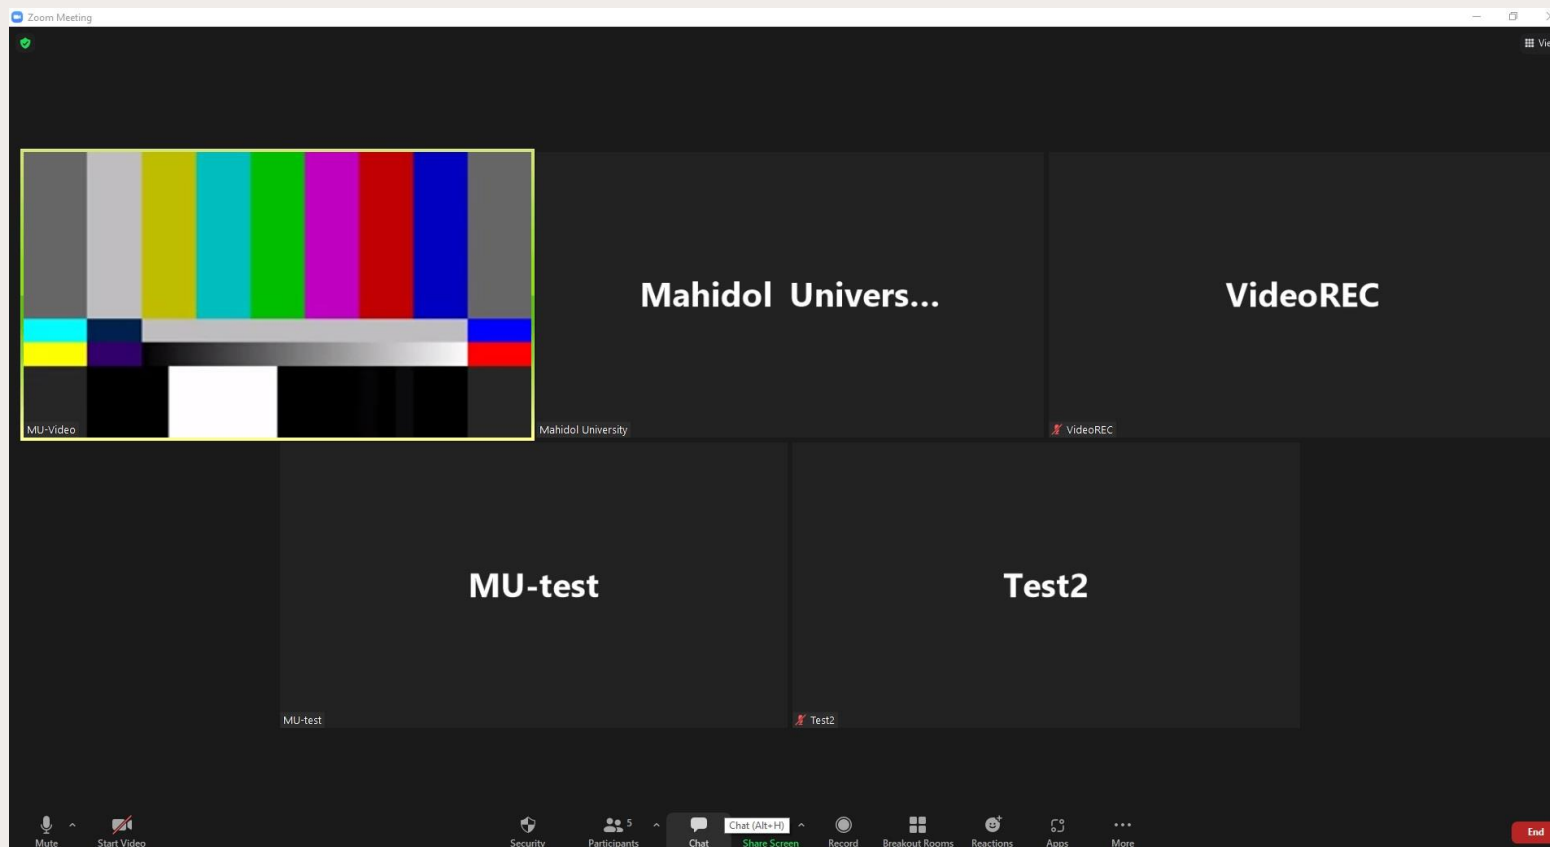 Zoom Meeting
Vie
Mahidol Univers...
VideoREC
MU-Video
Mahidol University
VideoREC
MU-test
Test2
MU-test
Test2
Mute
Start Video
Security
5
Participants
Chat
Chat (Alt+H)
Share Screen
Record
Breakout Rooms
Reactions
Apps
More
End